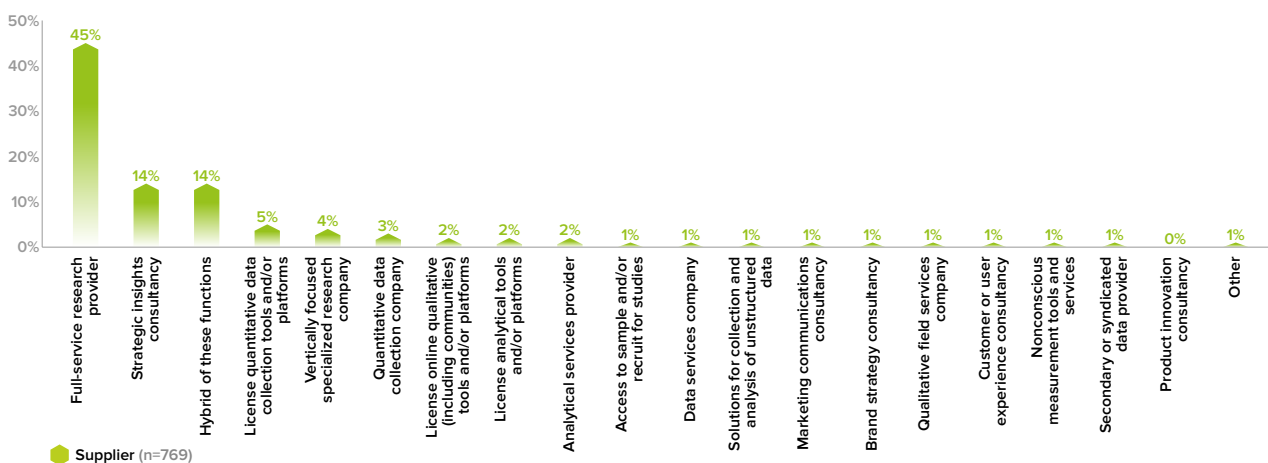 50%
40%
30%
20%
10%
0%
45%
14%
14%
5%
4%
3%
2%
2%
2%
1%
1%
1%
1%
1%
1%
1%
1%
1%
0%
1%
Full-service research
provider
Strategic insights
consultancy
Hybrid of these functions
License quantitative data
collection tools and/or
platforms
Vertically focused
specialized research
company
Quantitative data
collection company
License online qualitative
(including communities)
tools and/or platforms
License analytical tools
and/or platforms
Analytical services provider
Access to sample and/or
recruit for studies
Data services company
Solutions for collection and
analysis of unstructured
data
Marketing communications
consultancy
Brand strategy consultancy
Qualitative field services
company
Customer or user
experience consultancy
Nonconscious
measurement tools and
services
Secondary or syndicated
data provider
Product innovation
consultancy
Other
Supplier (n=769)